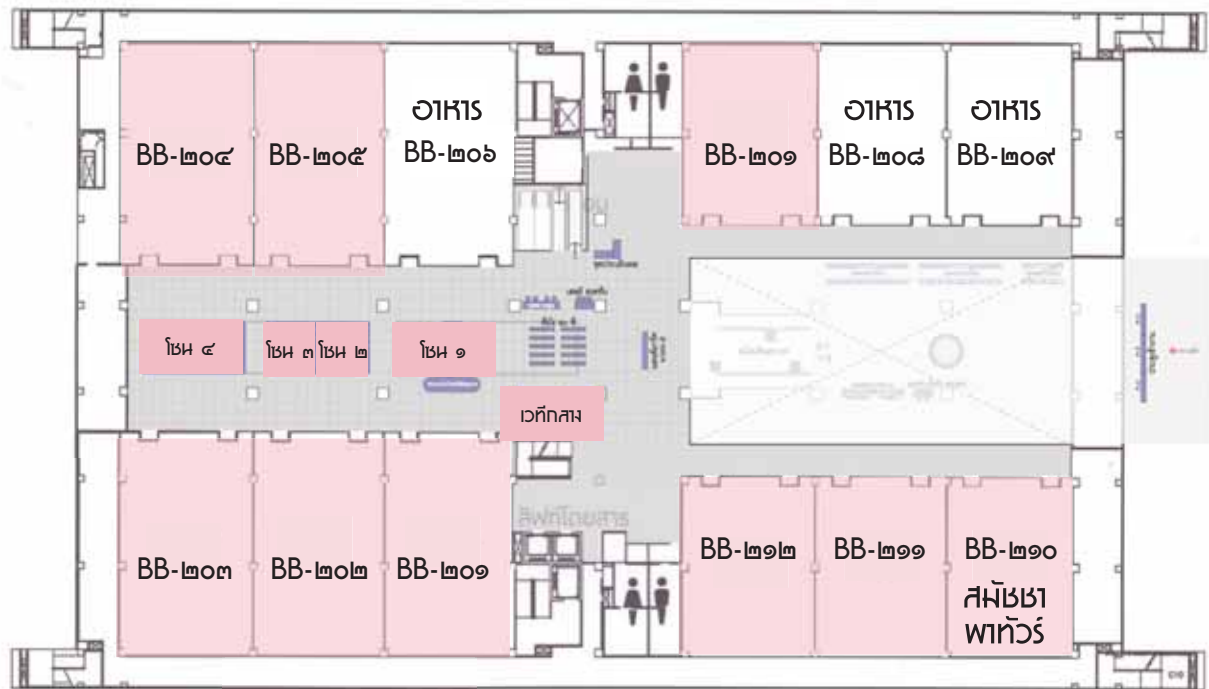 อาหาร
อาหาร
อาหาร
BB-๒๐๔
BB-๒๐๕
BB-๒๐๖
BB-๒๐๑
BB-๒๐๘
BB-๒๐๙
โซน ๔
โซน ๓
โซน ๒
โซน ๑
เวทีกลาง
ลิฟท์โดยสาร
BB-๒๐๓
BB-๒๐๒
BB-๒๐๑
BB-๒๑๒
BB-๒๑๑
BB-๒๑๐
สมัชชา
พาทัวร์